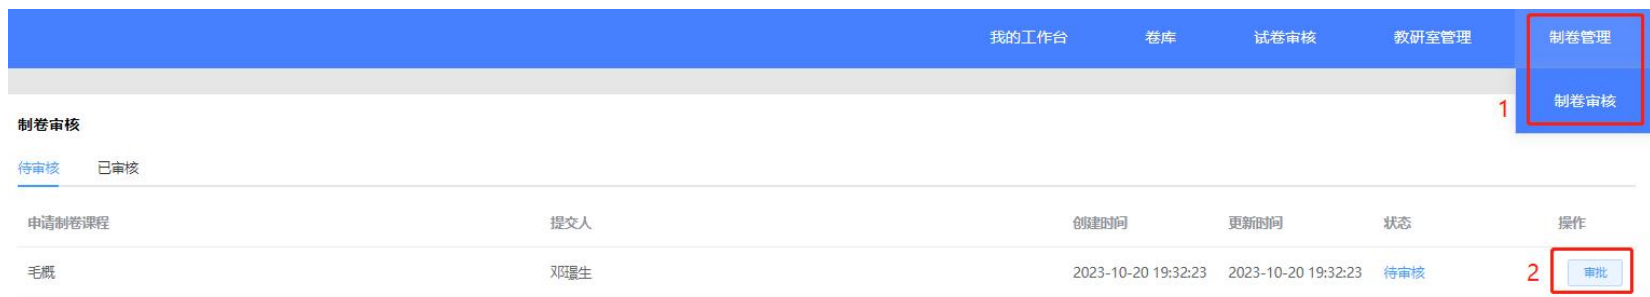 我的工作台 卷库 试卷审核 教研室管理 制卷管理
1 制卷审核
制卷审核
待审核 已审核
申请制卷课程 提交人 创建时间 更新时间 状态 操作
毛概 邓璟生 2023-10-20 19:32:23 2023-10-20 19:32:23 待审核 2 审批